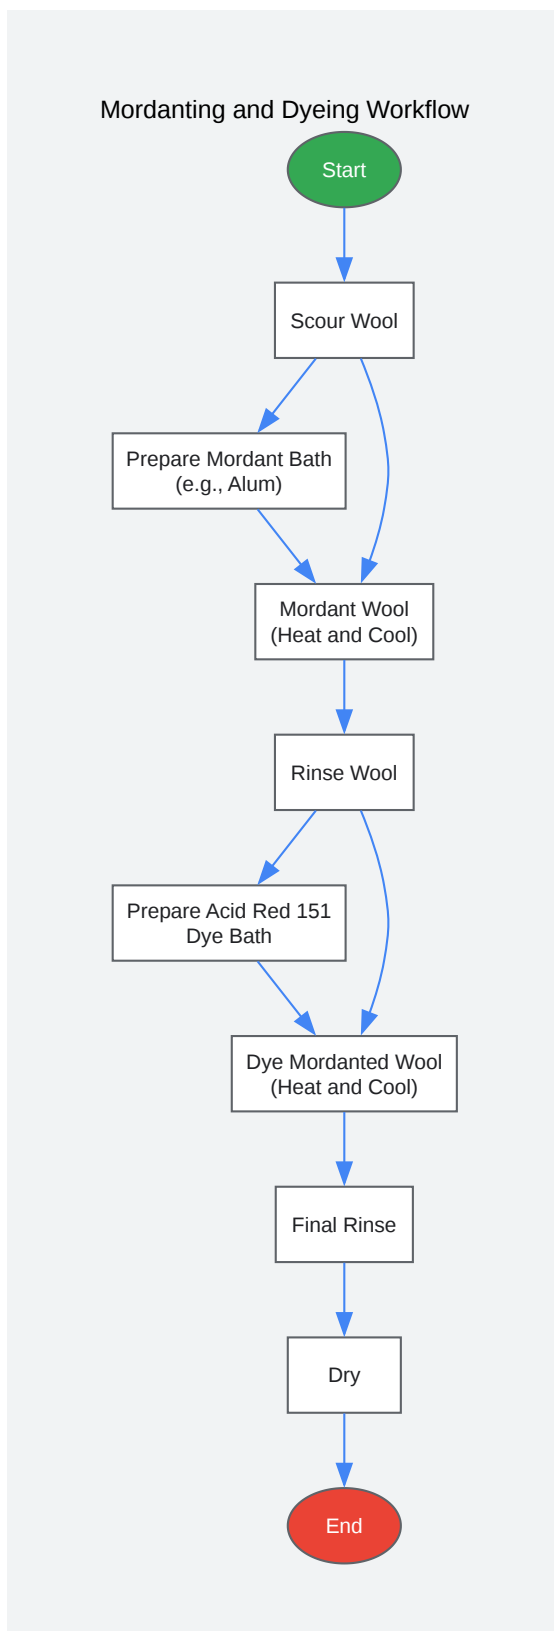 Mordanting and Dyeing Workflow
Start
Scour Wool
Prepare Mordant Bath
(e.g., Alum)
Mordant Wool
(Heat and Cool)
Rinse Wool
Prepare Acid Red 151
Dye Bath
Dye Mordanted Wool
(Heat and Cool)
Final Rinse
Dry
End